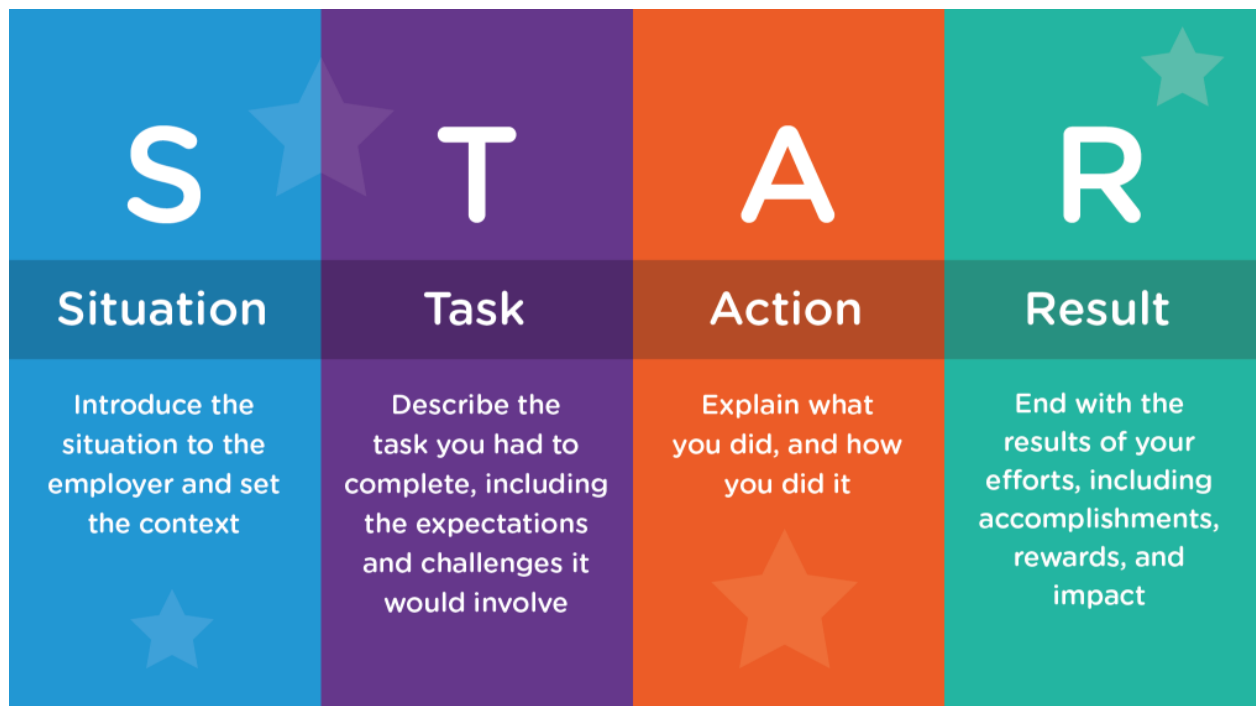 S
Situation
Introduce the
situation to the
employer and set
the context
T
Task
Describe the
task you had to
complete, including
the expectations
and challenges it
would involve
A
Action
Explain what
you did, and how
you did it
R
Result
End with the
results of your
efforts, including
accomplishments,
rewards, and
impact